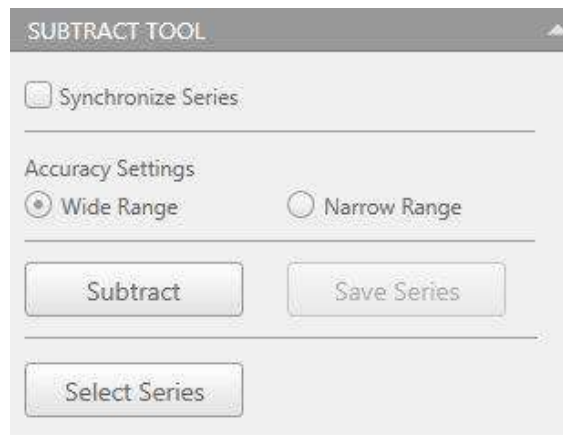 SUBTRACT TOOL
Synchronize Series
Accuracy Settings
Wide Range Narrow Range
Subtract Save Series
Select Series